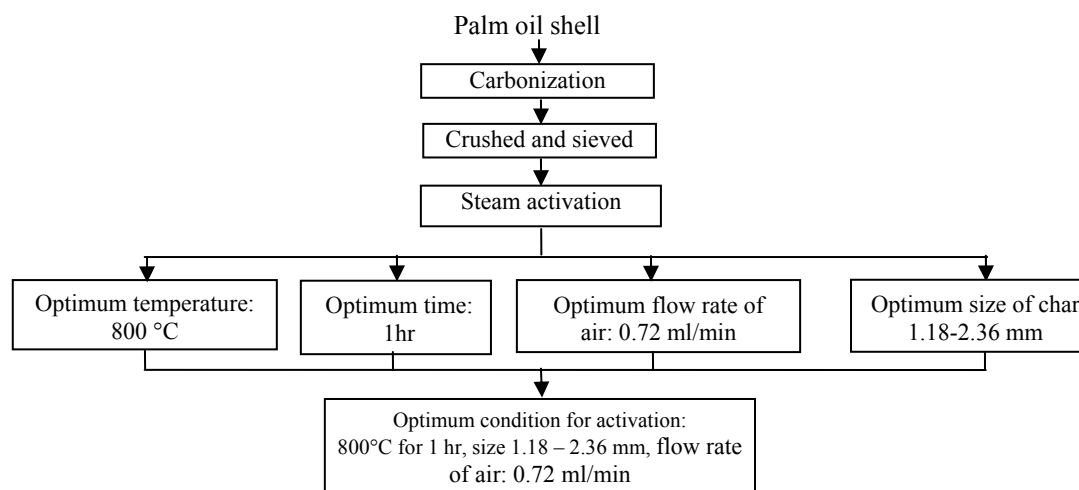 Palm oil shell
Carbonization
Crushed and sieved
Steam activation
Optimum temperature:
800 °C
Optimum time:
1hr
Optimum flow rate of
air: 0.72 ml/min
Optimum size of char
1.18-2.36 mm
Optimum condition for activation:
800°C for 1 hr, size 1.18 – 2.36 mm, flow rate
of air: 0.72 ml/min